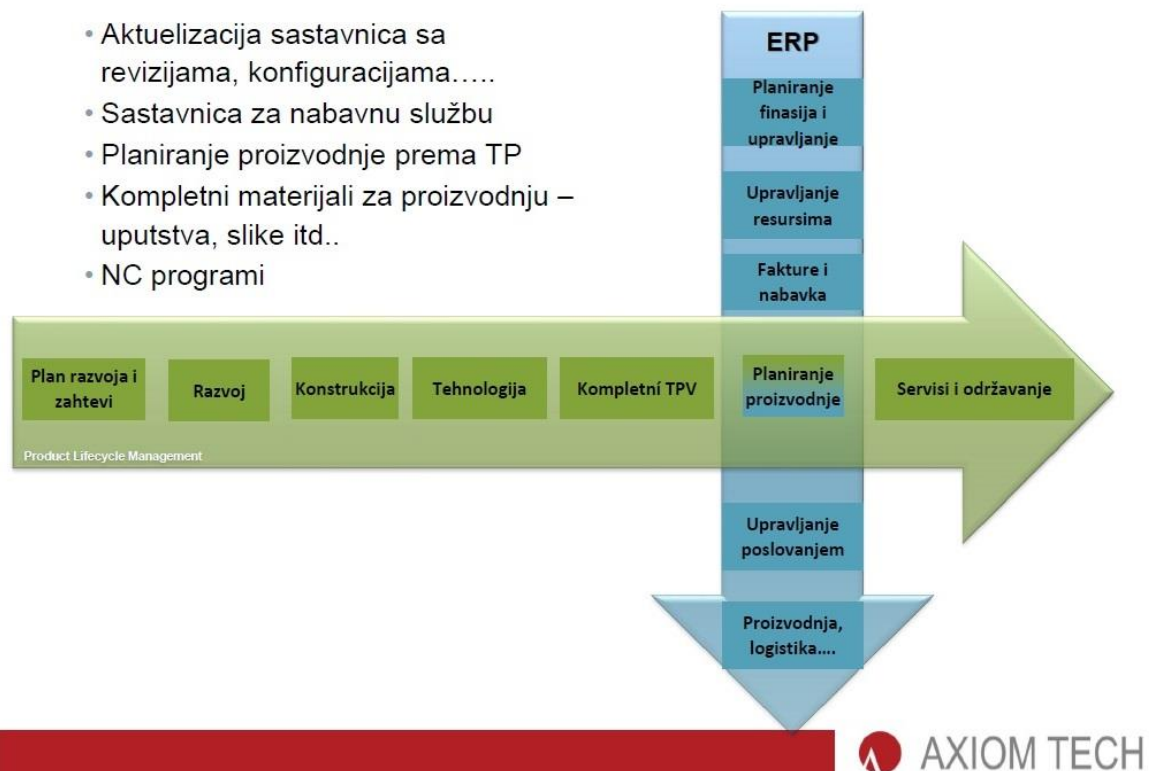 • Aktuelizacija sastavnica sa
revizijama, konfiguracijama.....
• Sastavnica za nabavnu službu
• Planiranje proizvodnje prema TP
• Kompletni materijali za proizvodnju –
uputstva, slike itd..
• NC programi
ERP
Planiranje
finasija i
upravljanje
Upravljanje
resursima
Fakture i
nabavka
Plan razvoja i
zahtevi
Razvoj
Konstrukcija
Tehnologija
Kompletní TPV
Planiranje
proizvodnje
Servisi i održavanje
Product Lifecycle Management
Upravljanje
poslovanjem
Proizvodnja,
logistika....
AXIOM TECH